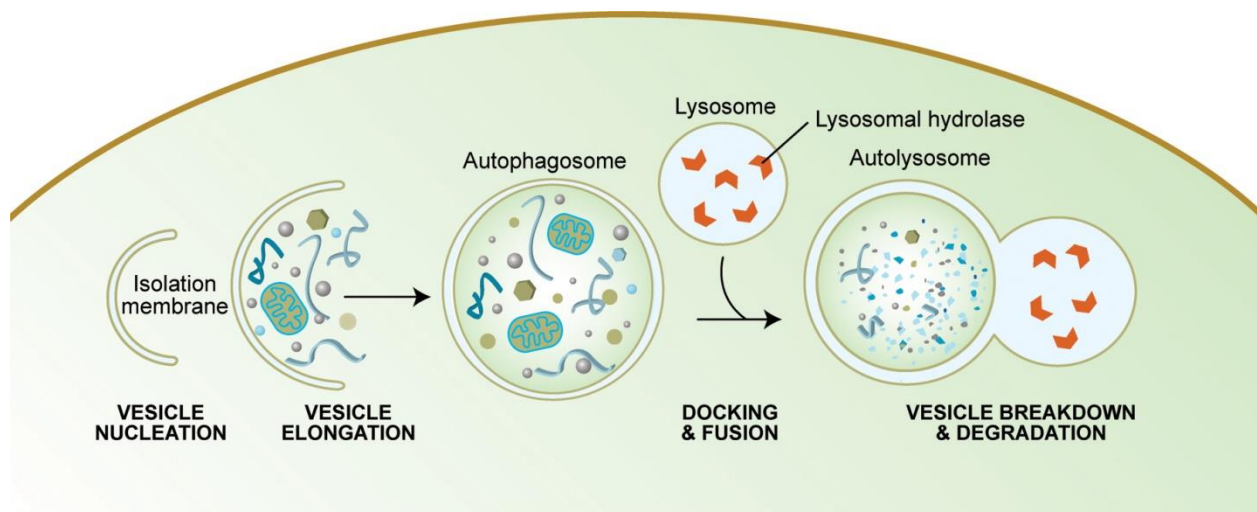 Lysosome
Lysosomal hydrolase
Autophagosome
Autolysosome
Isolation
membrane
VESICLE
NUCLEATION
VESICLE
ELONGATION
DOCKING
& FUSION
VESICLE BREAKDOWN
& DEGRADATION